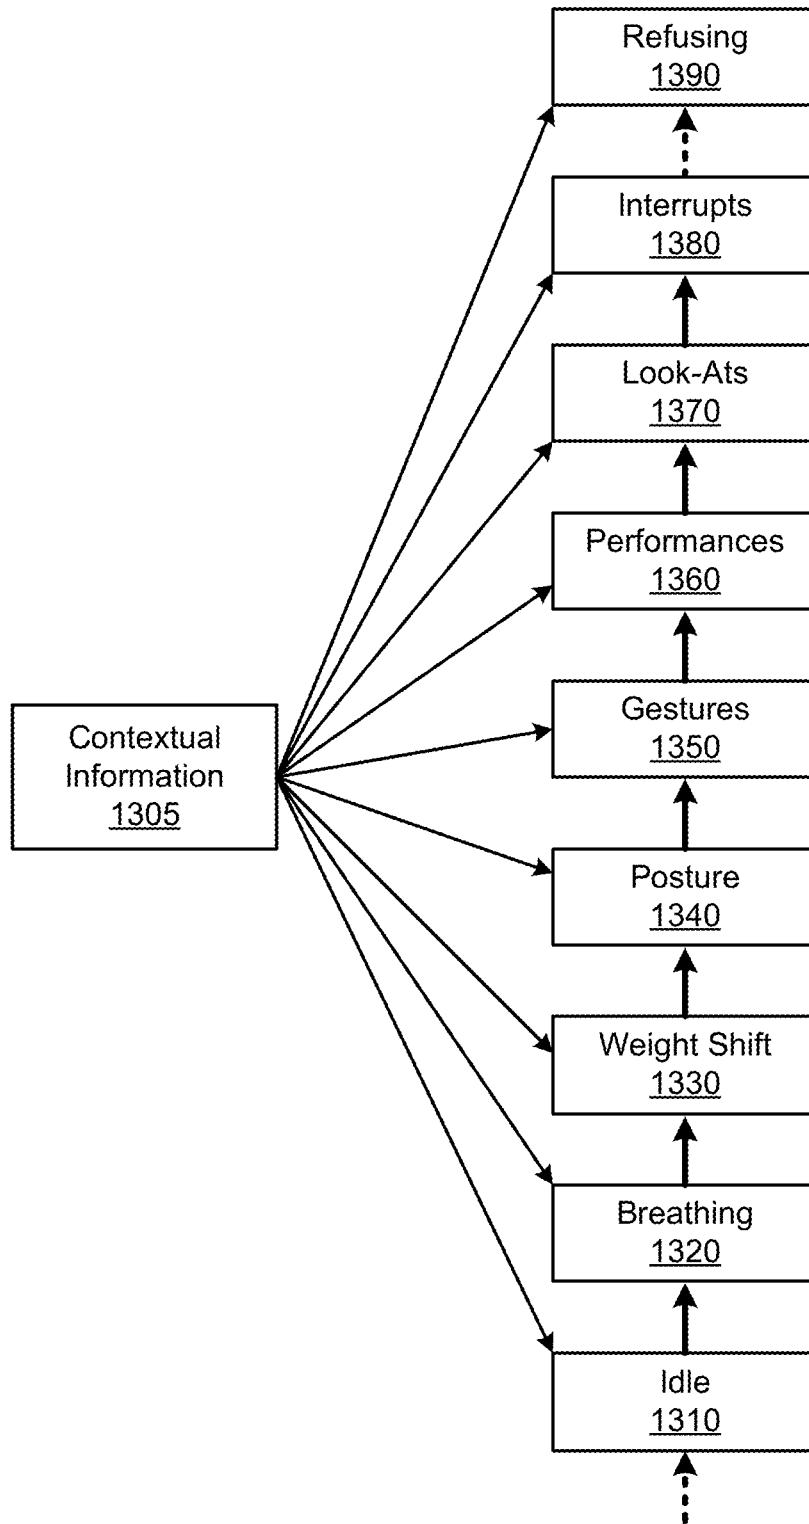 Refusing
1390
Interrupts
1380
Look-Ats
1370
Performances
1360
Gestures
1350
Contextual
Information
1305
Posture
1340
Weight Shift
1330
Breathing
1320
Idle
1310